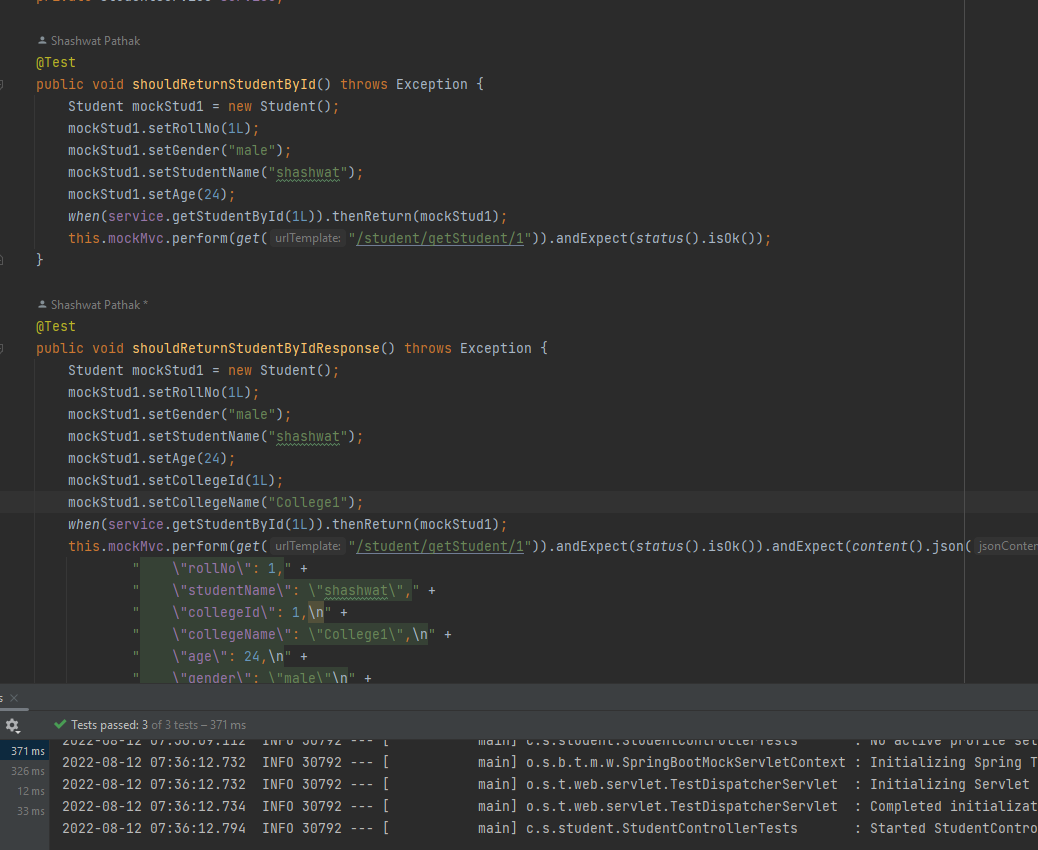 private StudentService service;
Shashwat Pathak
@Test
public void shouldReturnStudentById() throws Exception {
Student mockStud1 = new Student();
mockStud1.setRollNo(1L);
mockStud1.setGender("male");
mockStud1.setStudentName("shashwat");
mockStud1.setAge(24);
when(service.getStudentById(1L)).thenReturn(mockStud1);
this.mockMvc.perform(get( urlTemplate: "/student/getStudent/1")).andExpect(status().isOk());
}
Shashwat Pathak *
@Test
public void shouldReturnStudentByIdResponse() throws Exception {
Student mockStud1 = new Student();
mockStud1.setRollNo(1L);
mockStud1.setGender("male");
mockStud1.setStudentName("shashwat");
mockStud1.setAge(24);
mockStud1.setCollegeId(1L);
mockStud1.setCollegeName("College1");
when(service.getStudentById(1L)).thenReturn(mockStud1);
this.mockMvc.perform(get( urlTemplate: "/student/getStudent/1")).andExpect(status().isOk()).andExpect(content().json( jsonConten
" \"rollNo\": 1," +
" \"studentName\": \"shashwat\"," +
" \"collegeId\": 1,\n" +
" \"collegeName\": \"College1\",\n" +
" \"age\": 24,\n" +
" \"gender\": \"male\"\n" +
s ×
Tests passed: 3 of 3 tests – 371 ms
371 ms
326 ms
12 ms
33 ms
2022-08-12 07:36:09.112 INFO 30792 --- [ main] c.s.student.StudentControllerTests : No active profile set
2022-08-12 07:36:12.732 INFO 30792 --- [ main] o.s.b.t.m.w.SpringBootMockServletContext : Initializing Spring T
2022-08-12 07:36:12.732 INFO 30792 --- [ main] o.s.t.web.servlet.TestDispatcherServlet : Initializing Servlet
2022-08-12 07:36:12.734 INFO 30792 --- [ main] o.s.t.web.servlet.TestDispatcherServlet : Completed initializat
2022-08-12 07:36:12.794 INFO 30792 --- [ main] c.s.student.StudentControllerTests : Started StudentContro